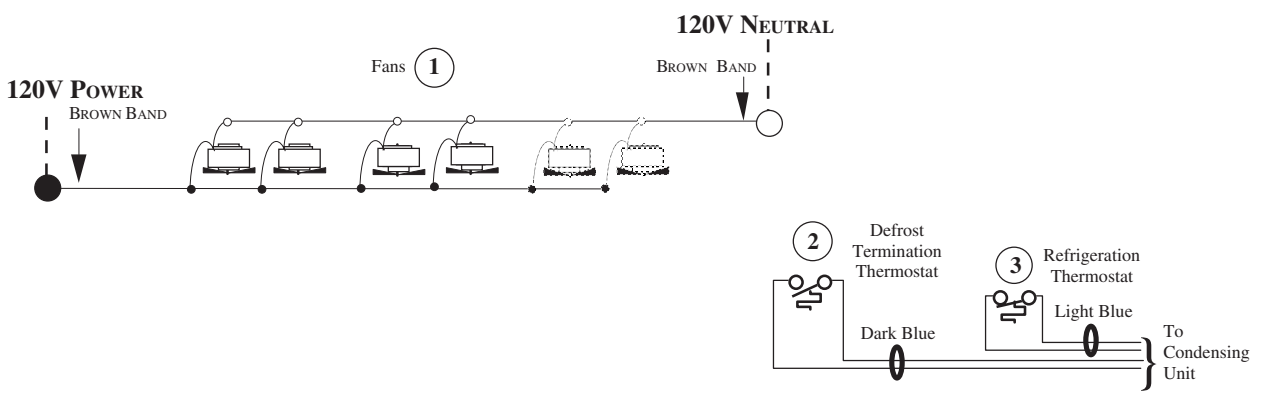 120V NEUTRAL
Fans 1
BROWN BAND
120V POWER
BROWN BAND
2
Defrost
Termination
Thermostat
3
Refrigeration
Thermostat
Light Blue
Dark Blue
To
Condensing
Unit